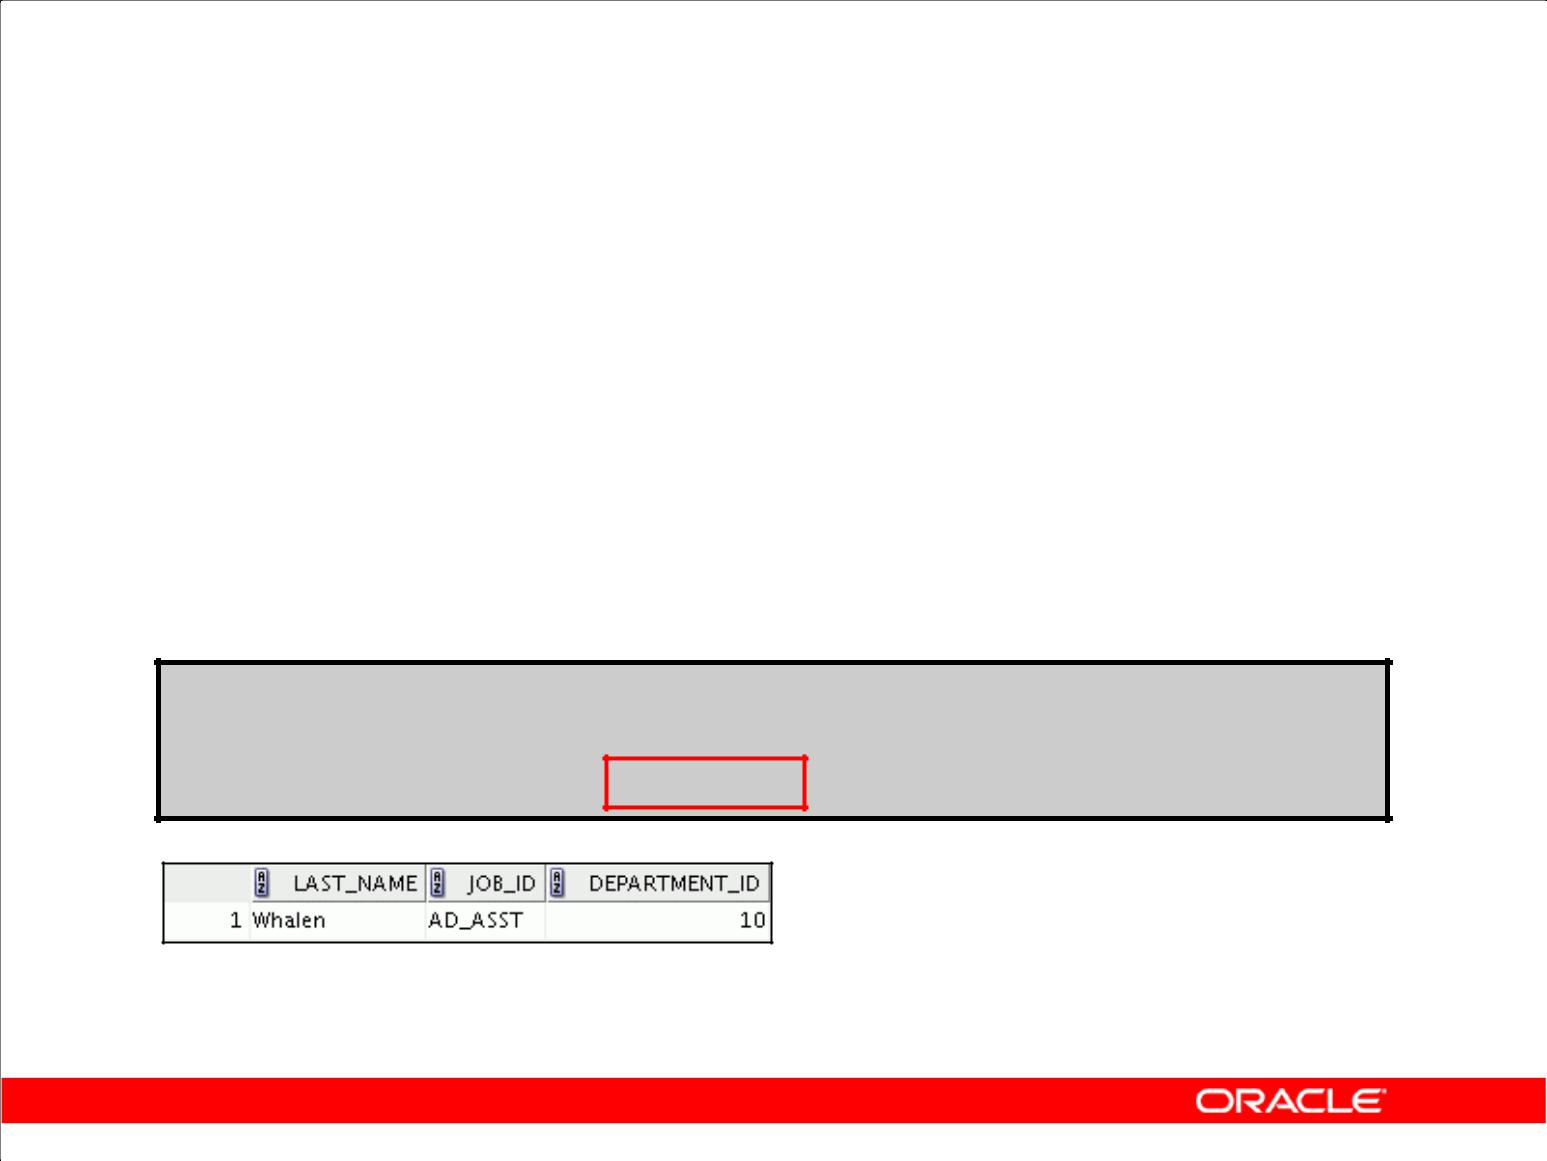 LAST_NAME JOB_ID DEPARTMENT_ID
1 Whalen AD_ASST 10
ORACLE